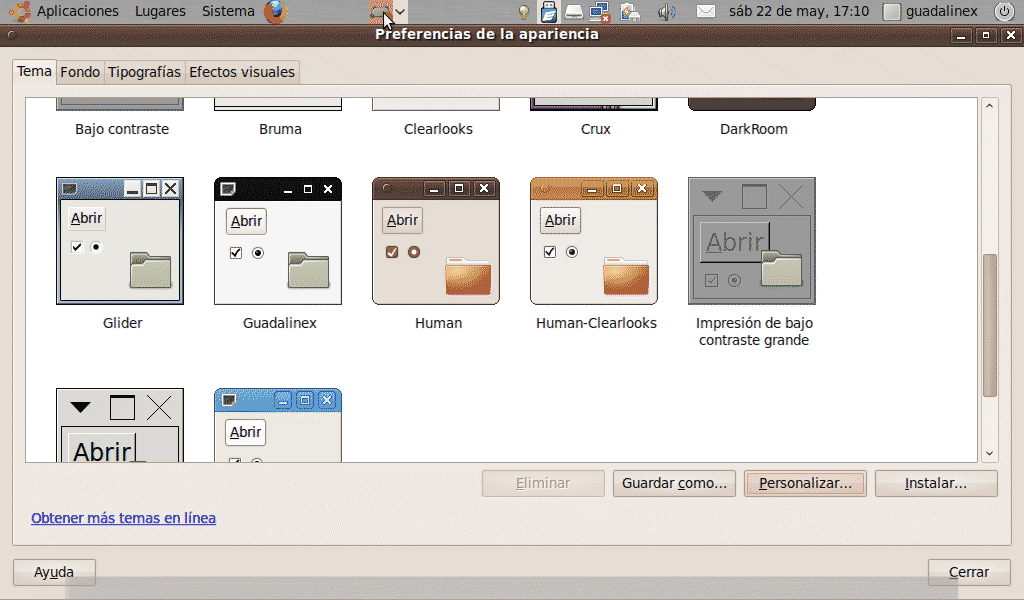 Aplicaciones Lugares Sistema sáb 22 de may, 17:10 guadalinex
Preferencias de la apariencia
Tema Fondo Tipografías Efectos visuales
Bajo contraste Bruma Clearlooks Crux DarkRoom
Abrir Abrir Abrir Abrir Abrir
Glider Guadalinex Human Human-Clearlooks Impresión de bajo
contraste grande
Abrir Abrir
Eliminar Guardar como... Personalizar... Instalar...
Obtener más temas en línea
Ayuda Cerrar